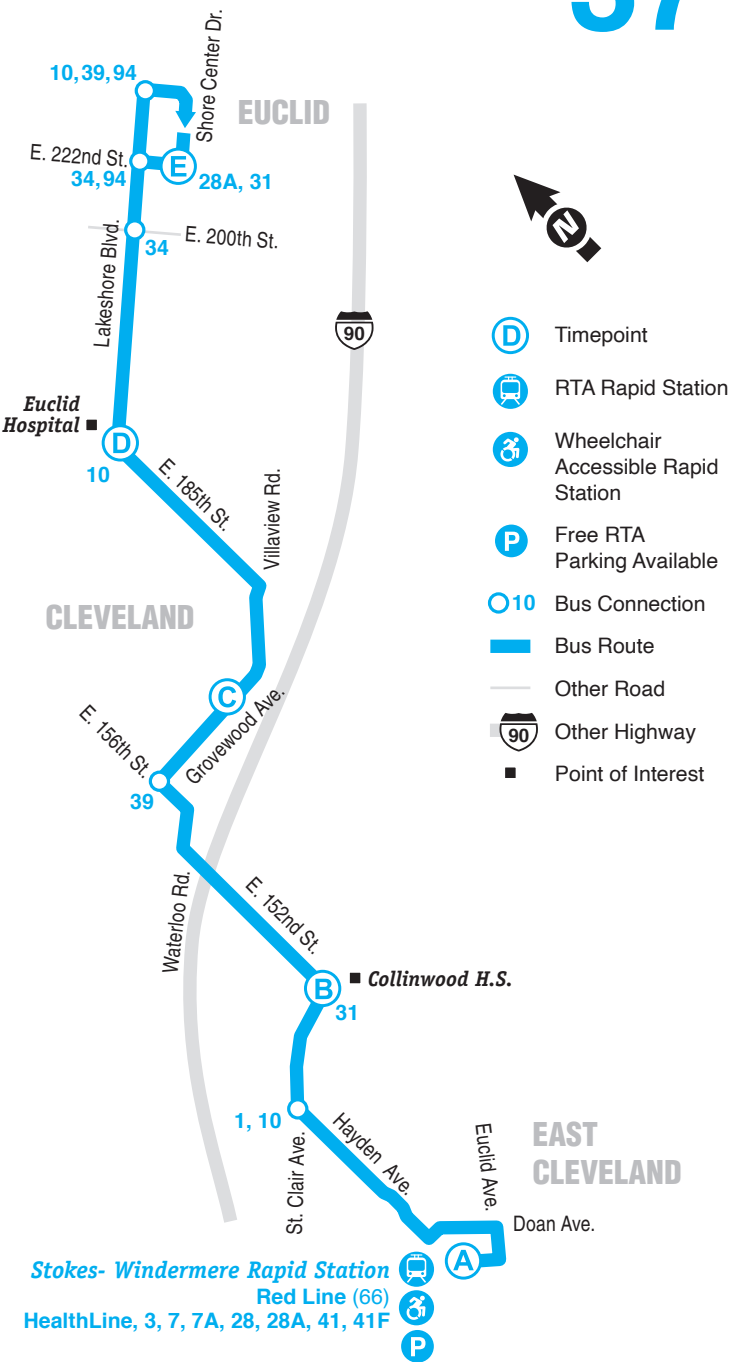 37
10, 39, 94
Shore Center Dr.
EUCLID
E. 222nd St.
34, 94
E
28A, 31
34
E. 200th St.
Lakeshore Blvd.
N
90
Euclid
Hospital
D
10
E. 185th St.
Villaview Rd.
CLEVELAND
C
Grovewood Ave.
E. 156th St.
39
Waterloo Rd.
E. 152nd St.
B
Collinwood H.S.
31
1, 10
St. Clair Ave.
Hayden Ave.
Euclid Ave.
EAST
CLEVELAND
Doan Ave.
A
Stokes- Windermere Rapid Station
Red Line (66)
HealthLine, 3, 7, 7A, 28, 28A, 41, 41F
P
D Timepoint
RTA Rapid Station
Wheelchair
Accessible Rapid
Station
P Free RTA
Parking Available
10 Bus Connection
Bus Route
Other Road
90 Other Highway
Point of Interest